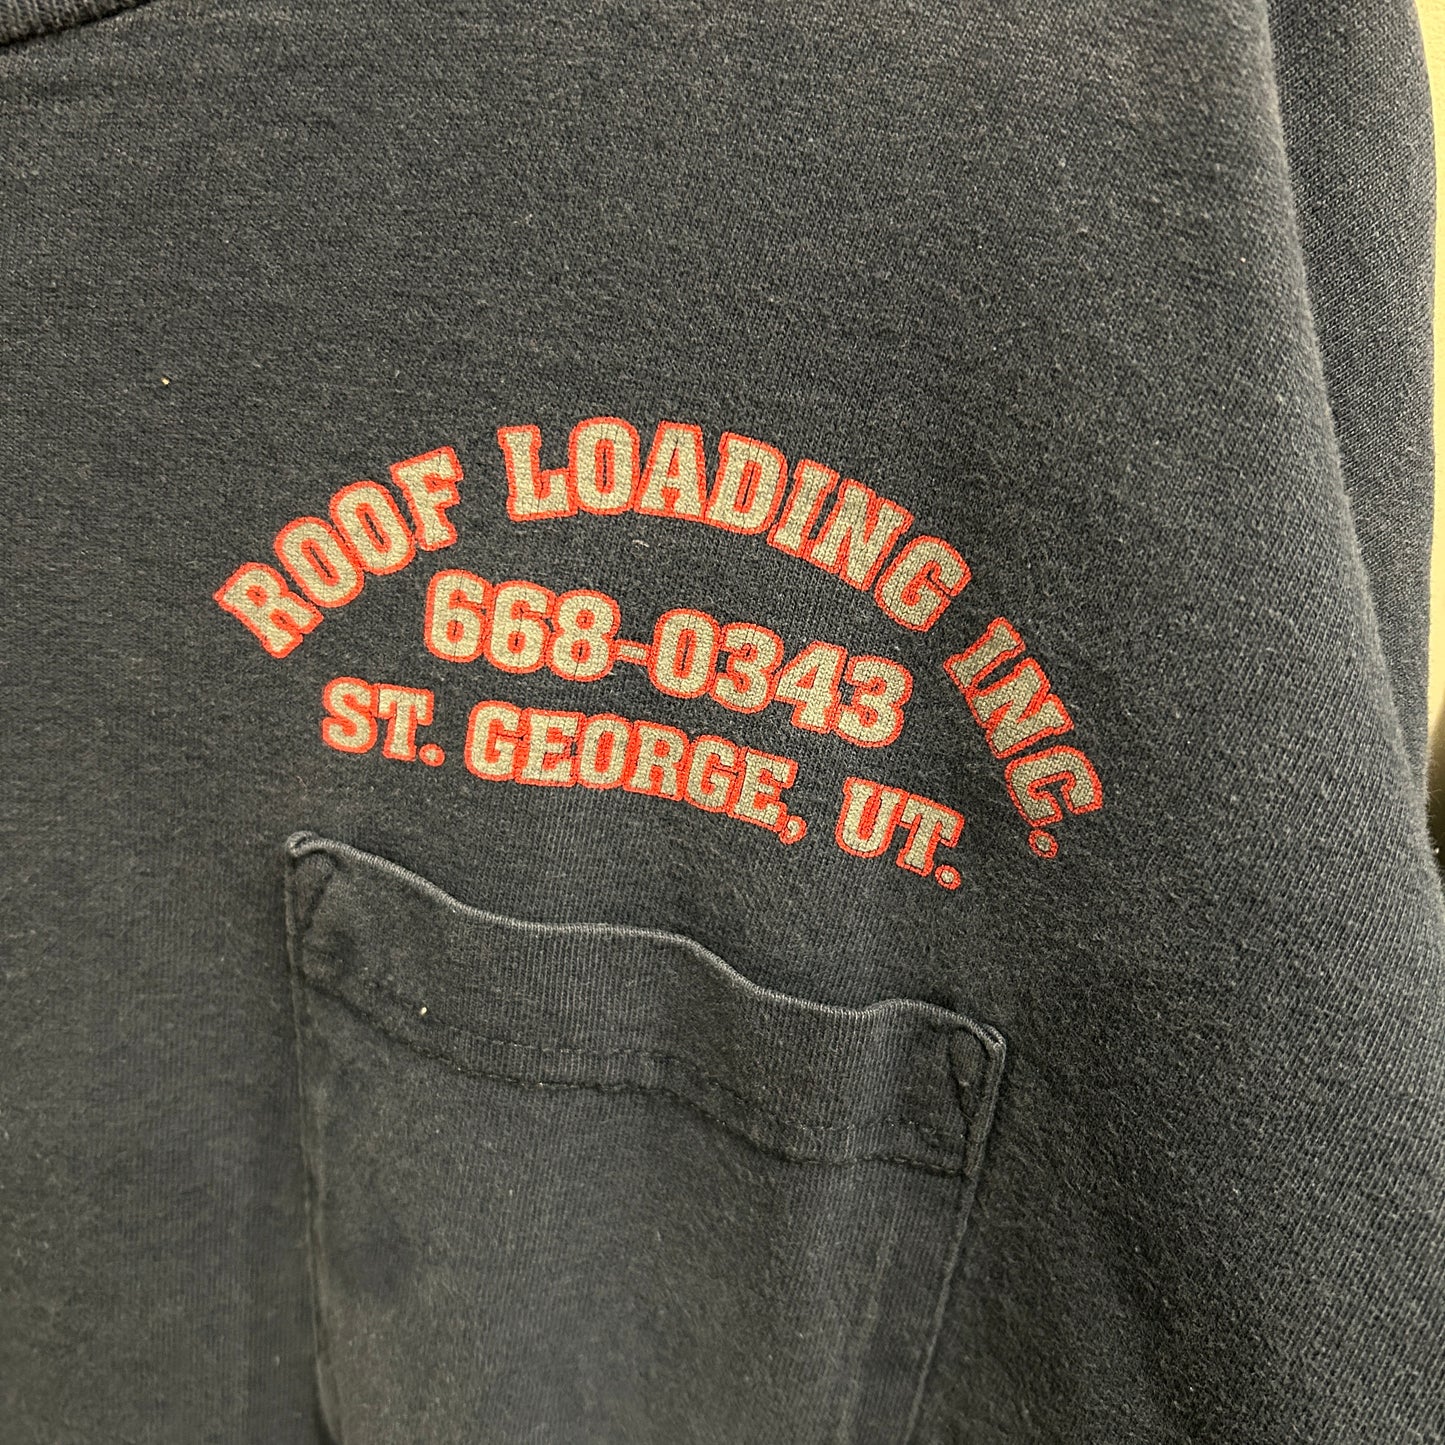 ROOF LOADING INC.
668-0343
ST. GEORGE, UT.